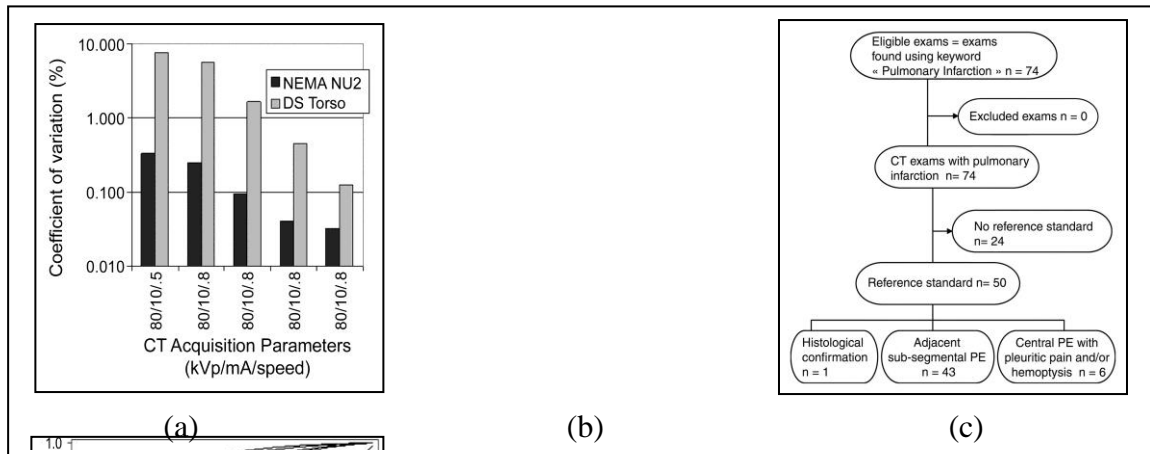 10.000
1.000
0.100
0.010
Coefficient of variation (%)
NEMA NU2
DS Torso
80/10/.5
80/10/.8
80/10/.8
80/10/.8
80/10/.8
CT Acquisition Parameters
(kVp/mA/speed)
Eligible exams = exams
found using keyword
« Pulmonary Infarction » n = 74
Excluded exams n = 0
CT exams with pulmonary
infarction n= 74
No reference standard
n= 24
Reference standard n= 50
Histological
confirmation
n = 1
Adjacent
sub-segmental PE
n = 43
Central PE with
pleuritic pain and/or
hemoptysis n = 6
(a)
(b)
(c)
1.0